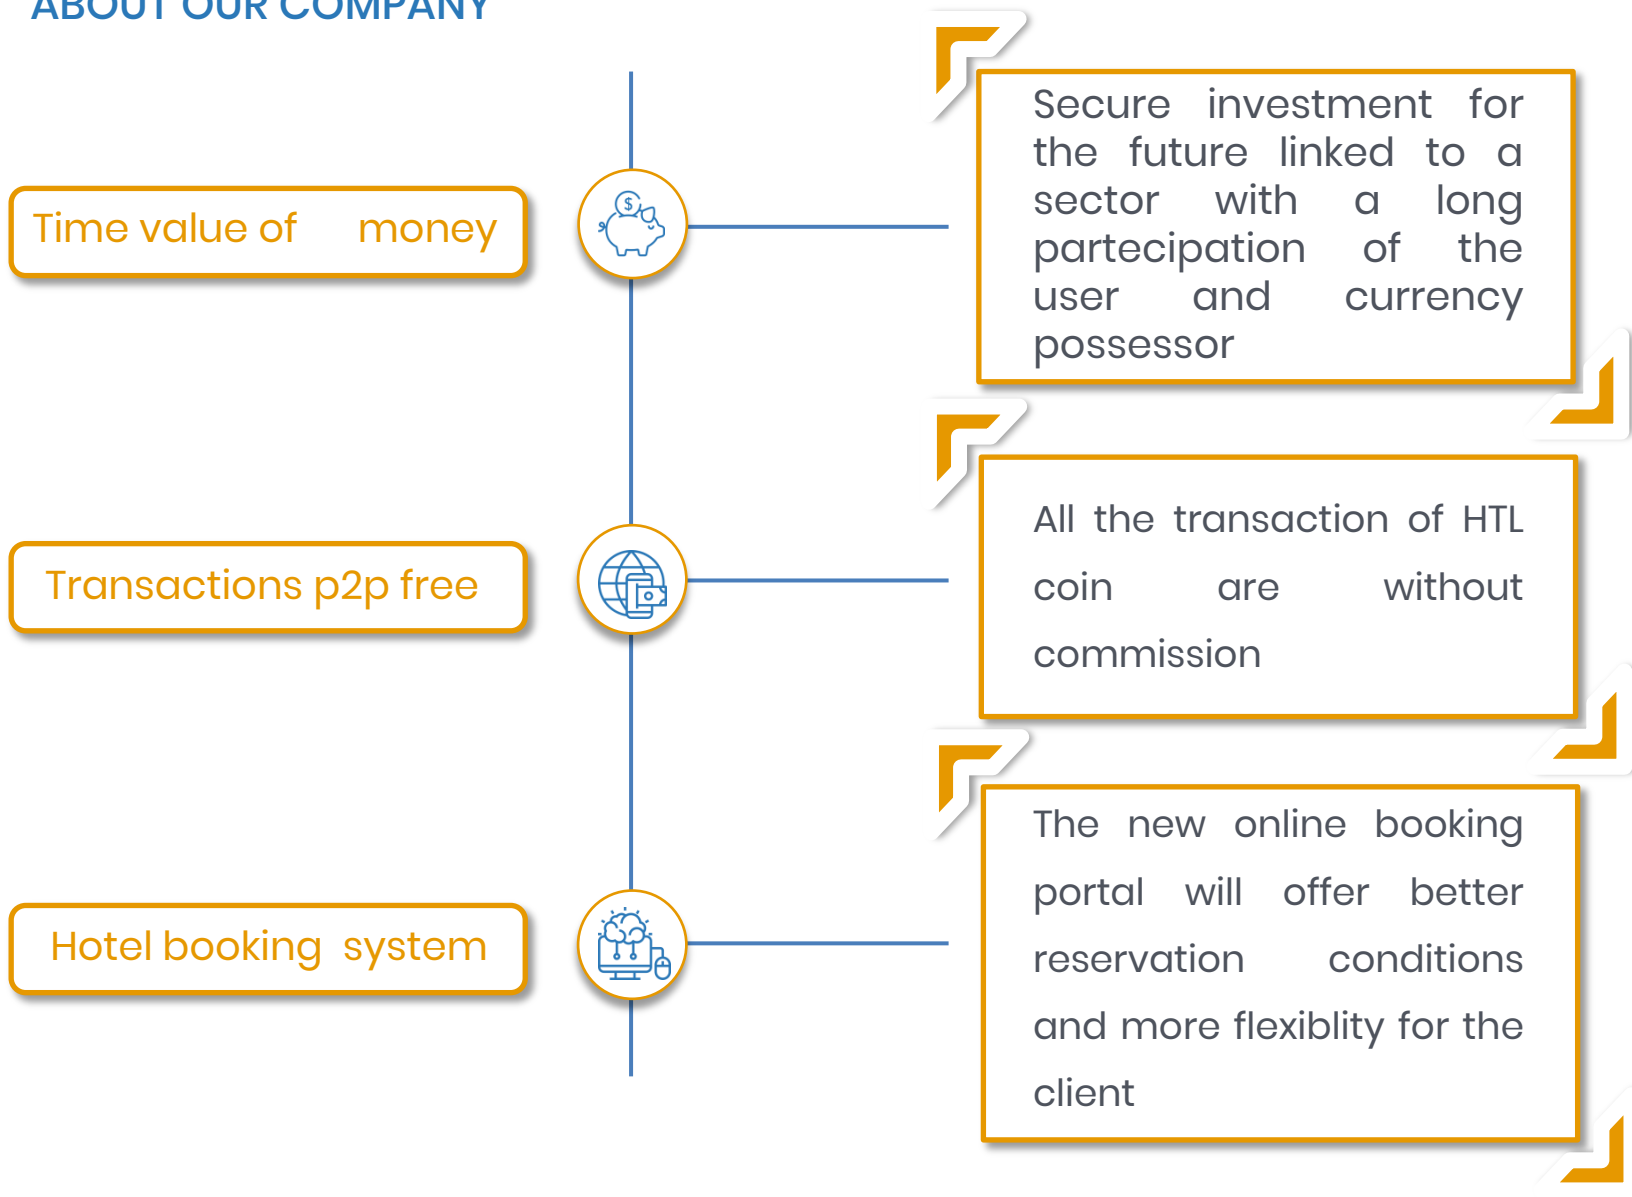 ABOUT OUR COMPANY
Time value of money
Secure investment for
the future linked to a
sector with a long
partecipation of the
user and currency
possessor
Transactions p2p free
All the transaction of HTL
coin are without
commission
Hotel booking system
The new online booking
portal will offer better
reservation conditions
and more flexiblity for the
client